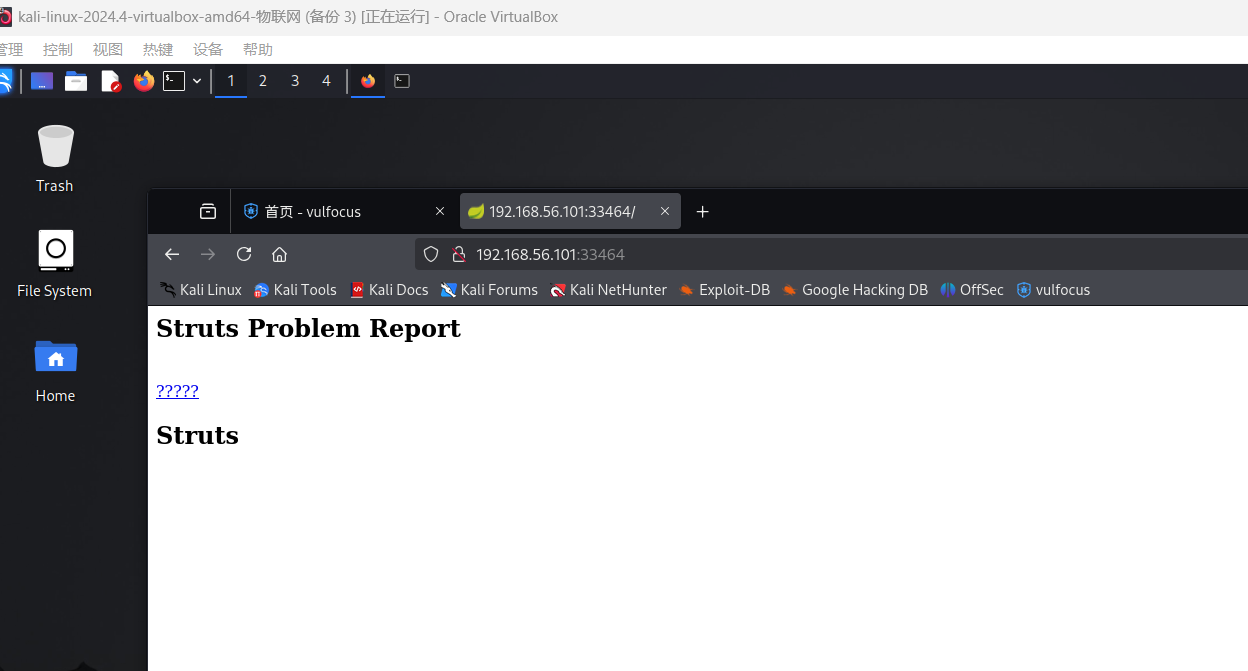 kali-linux-2024.4-virtualbox-amd64-物联网 (备份 3) [正在运行] - Oracle VirtualBox
管理 控制 视图 热键 设备 帮助
1 2 3 4
Trash
首页 - vulfocus 192.168.56.101:33464/
192.168.56.101:33464
File System
Kali Linux Kali Tools Kali Docs Kali Forums Kali NetHunter Exploit-DB Google Hacking DB OffSec vulfocus
Struts Problem Report
?????
Home
Struts